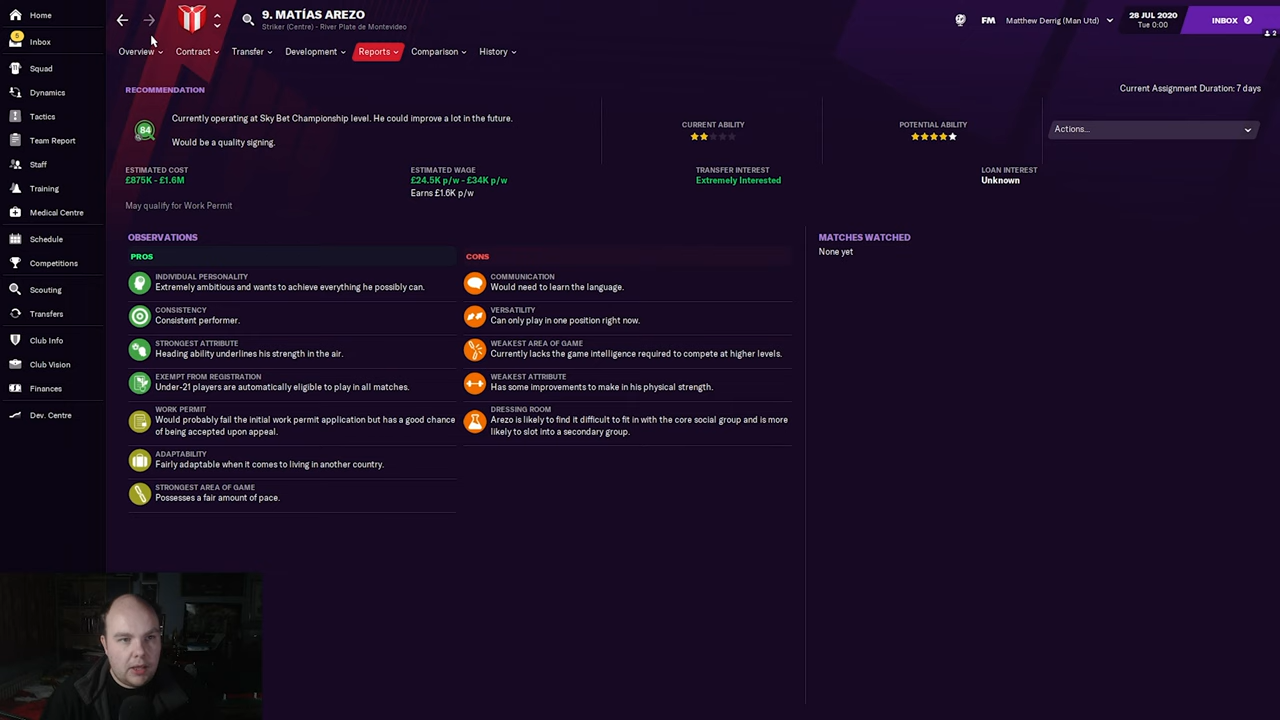 9. MATÍAS AREZO
Striker (Centre) - River Plate de Montevideo
FM
Matthew Derrig (Man Utd)
28 JUL 2020
Tue 0:00
INBOX
2
Home
5
Inbox
Squad
Dynamics
Tactics
Team Report
Staff
Training
Medical Centre
Schedule
Competitions
Scouting
Transfers
Club Info
Club Vision
Finances
Dev. Centre
Overview
Contract
Transfer
Development
Reports
Comparison
History
RECOMMENDATION
Current Assignment Duration: 7 days
84
Currently operating at Sky Bet Championship level. He could improve a lot in the future.
Would be a quality signing.
CURRENT ABILITY
POTENTIAL ABILITY
Actions...
ESTIMATED COST
£875K - £1.6M
ESTIMATED WAGE
£24.5K p/w - £34K p/w
Earns £1.6K p/w
TRANSFER INTEREST
Extremely Interested
LOAN INTEREST
Unknown
May qualify for Work Permit
OBSERVATIONS
PROS
INDIVIDUAL PERSONALITY
Extremely ambitious and wants to achieve everything he possibly can.
CONSISTENCY
Consistent performer.
STRONGEST ATTRIBUTE
Heading ability underlines his strength in the air.
EXEMPT FROM REGISTRATION
Under-21 players are automatically eligible to play in all matches.
WORK PERMIT
Would probably fail the initial work permit application but has a good chance
of being accepted upon appeal.
ADAPTABILITY
Fairly adaptable when it comes to living in another country.
STRONGEST AREA OF GAME
Possesses a fair amount of pace.
CONS
COMMUNICATION
Would need to learn the language.
VERSATILITY
Can only play in one position right now.
WEAKEST AREA OF GAME
Currently lacks the game intelligence required to compete at higher levels.
WEAKEST ATTRIBUTE
Has some improvements to make in his physical strength.
DRESSING ROOM
Arezo is likely to find it difficult to fit in with the core social group and is more
likely to slot into a secondary group.
MATCHES WATCHED
None yet